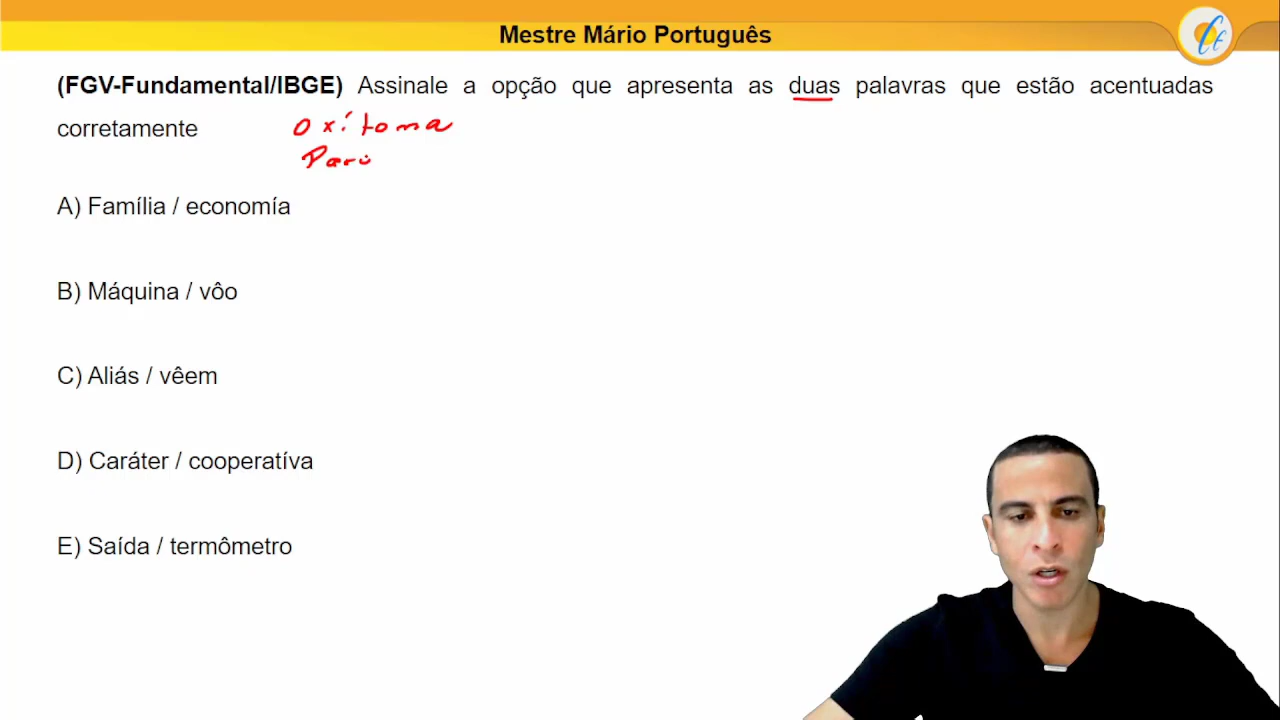 Mestre Mário Português
(FGV-Fundamental/IBGE) Assinale a opção que apresenta as duas palavras que estão acentuadas
corretamente
oxítona
Paro
A) Família / economía
B) Máquina / vôo
C) Aliás / vêem
D) Caráter / cooperatíva
E) Saída / termômetro